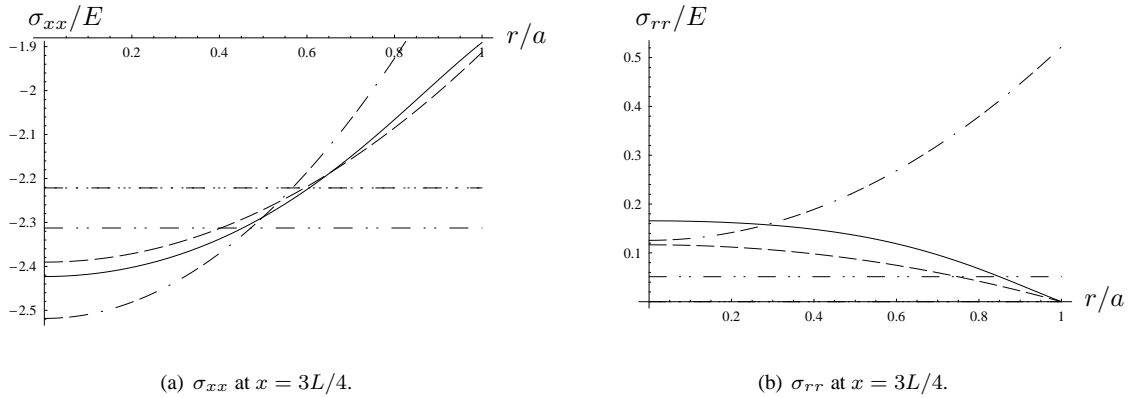 σxx/E
r/a
−1.9
−2
−2.1
−2.2
−2.3
−2.4
−2.5
0.2 0.4 0.6 0.8 1
(a) σxx at x = 3L/4.
σrr/E
0.5
0.4
0.3
0.2
0.1
0.2 0.4 0.6 0.8 1
r/a
(b) σrr at x = 3L/4.